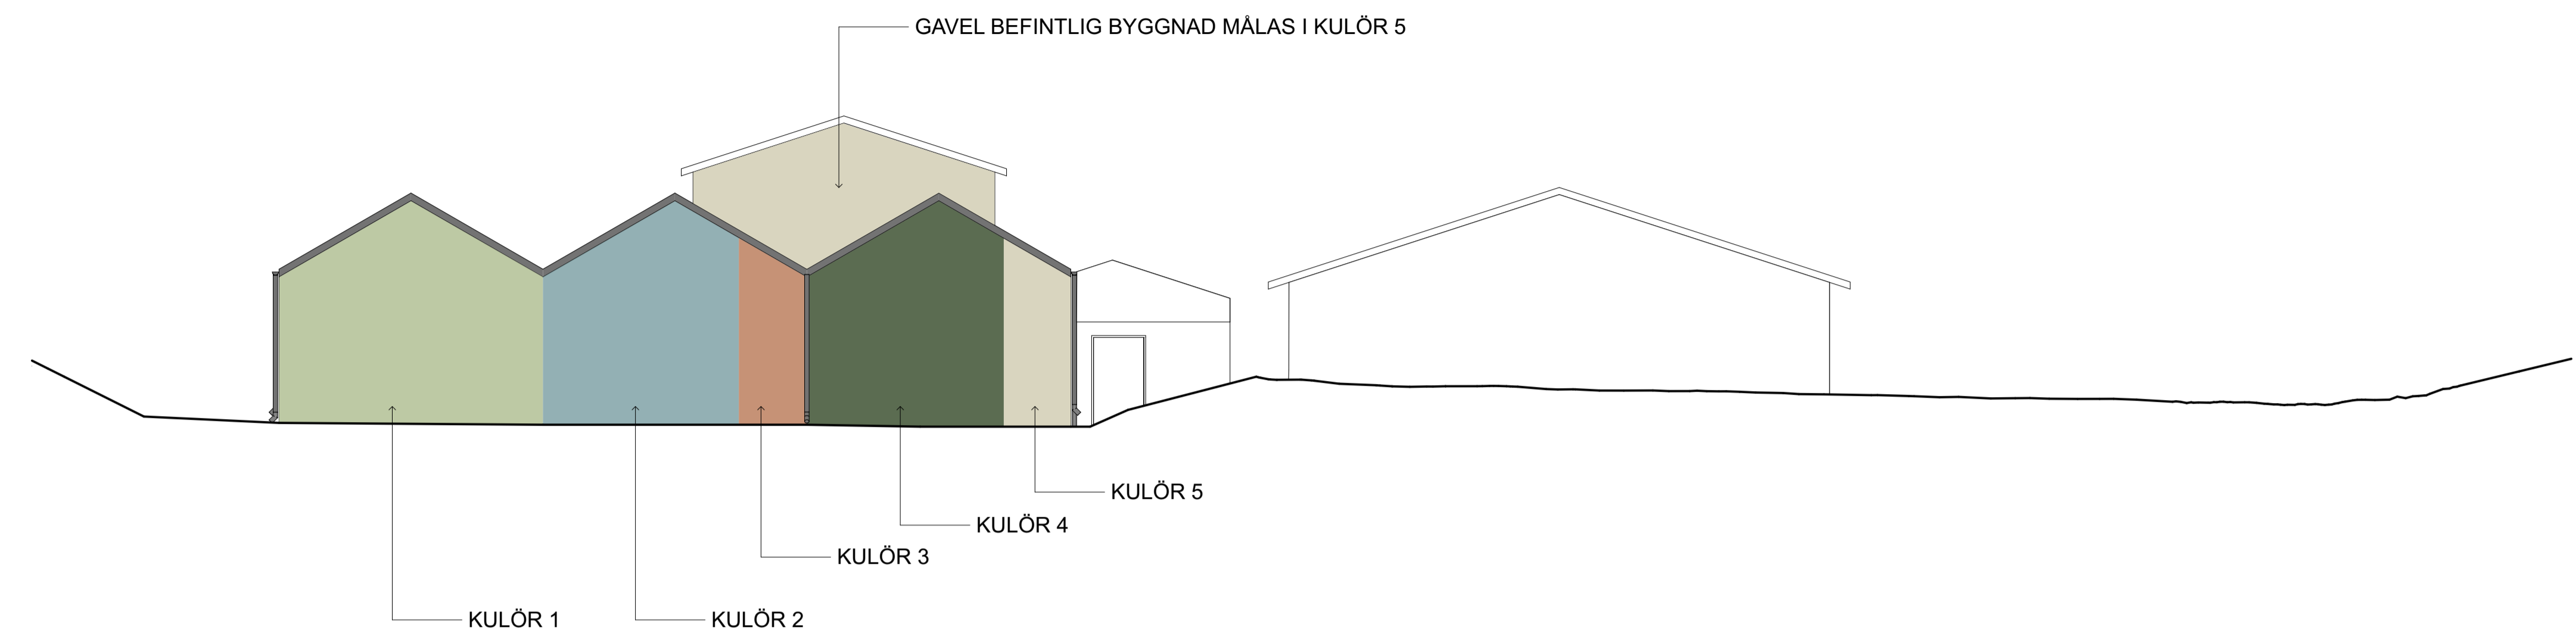 GAVEL BEFINTLIG BYGGNAD MÅLAS I KULÖR 5
KULÖR 5
KULÖR 4
KULÖR 3
KULÖR 1
KULÖR 2